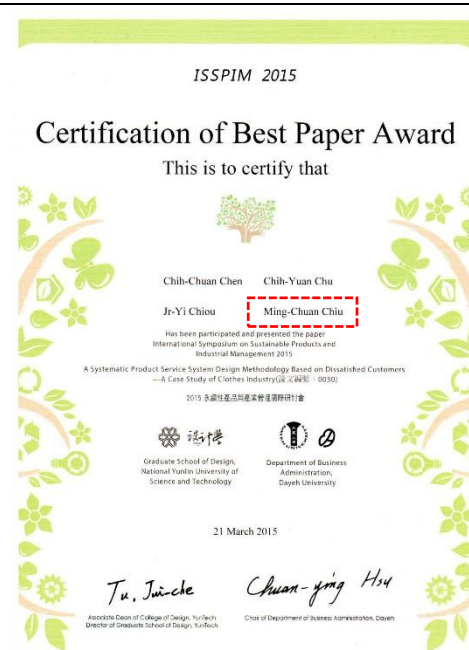 ISSPIM 2015
Certification of Best Paper Award
This is to certify that
Chih-Chuan Chen Chih-Yuan Chu
Jr-Yi Chiou Ming-Chuan Chiu
Has been participated and presented the paper
International Symposium on Sustainable Products and
Industrial Management 2015
A Systematic Product Service System Design Methodology Based on Dissatisfied Customers
—A Case Study of Clothes Industry(論文編號：0030)
2015 永續性產品與產業管理國際研討會
Graduate School of Design,
National Yunlin University of
Science and Technology
Department of Business
Administration,
Dayeh University
21 March 2015
Tu, Jui-che
Chuan-ying Hsu
Associate Dean of College of Design, YunTech
Director of Graduate School of Design, YunTech
Chair of Department of Business Administration, Dayeh